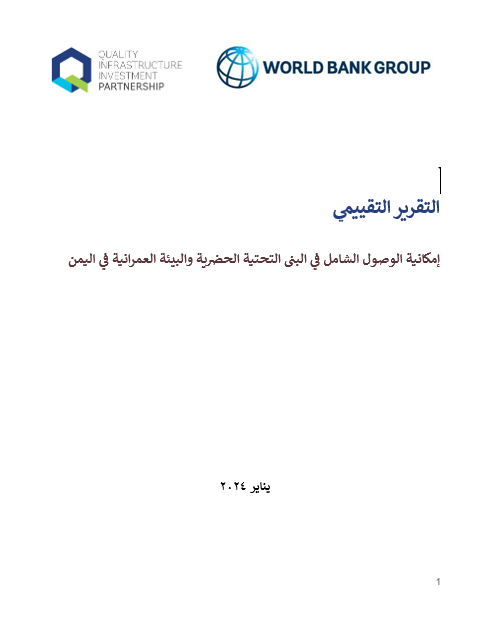 QUALITY
INFRASTRUCTURE
INVESTMENT
PARTNERSHIP
WORLD BANK GROUP
التقرير التقييمي
إمكانية الوصول الشامل في البنى التحتية الحضرية والبيئة العمرانية في اليمن
يناير ٢٠٢٤
1